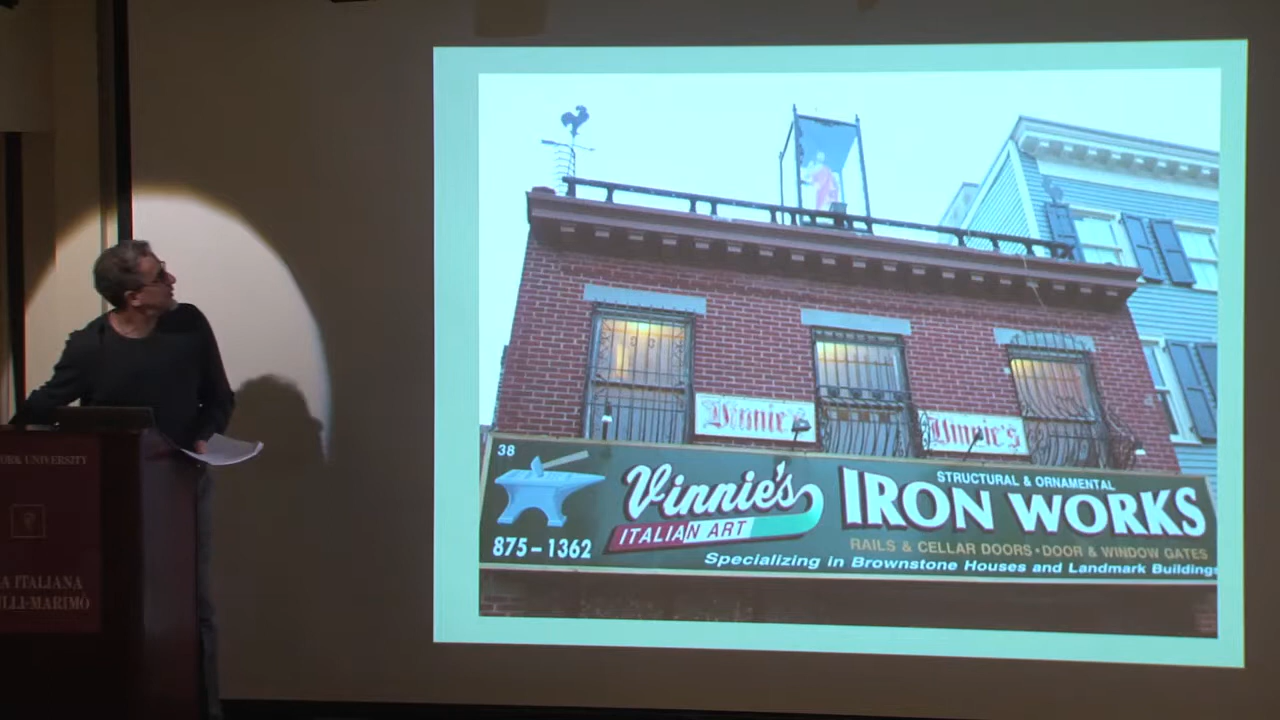 Vinnie's
Vinnie's
38
Vinnie's
ITALIAN ART
875-1362
STRUCTURAL & ORNAMENTAL
IRON WORKS
RAILS & CELLAR DOORS · DOOR & WINDOW GATES
Specializing in Brownstone Houses and Landmark Buildings
ORK UNIVERSITY
A ITALIANA
LLI-MARIMÒ